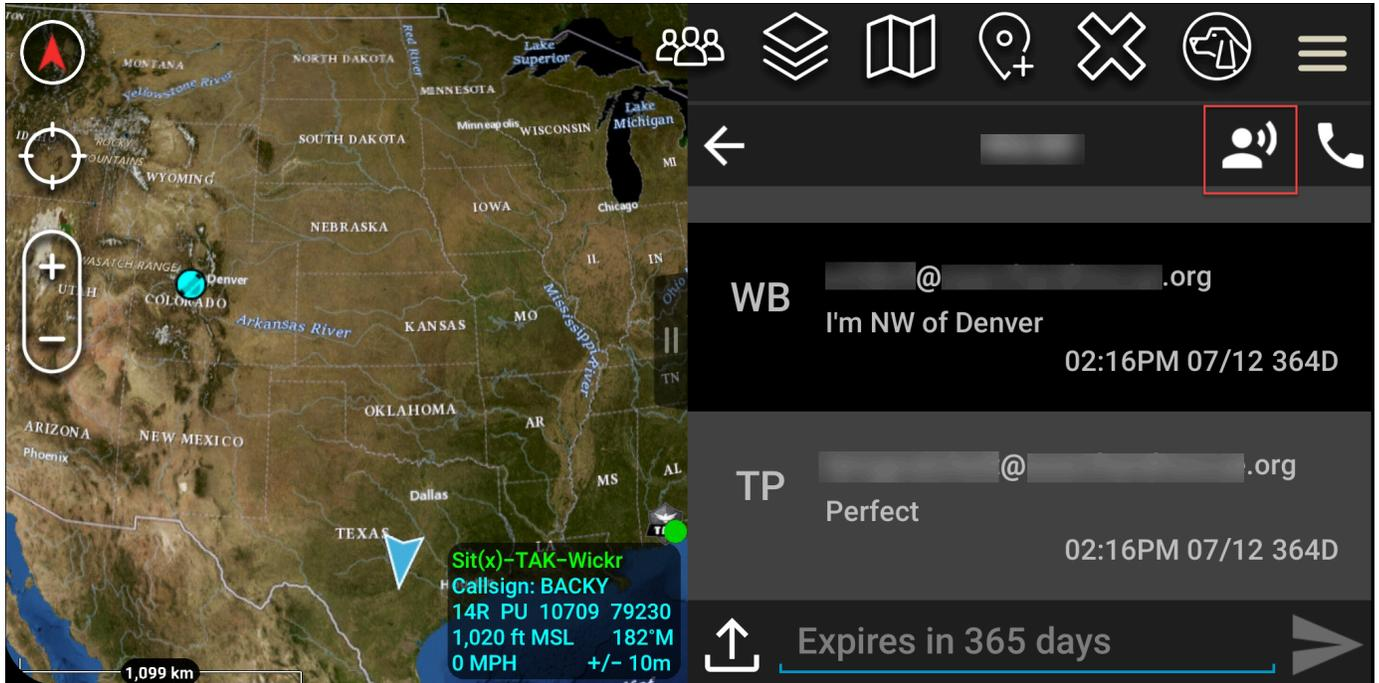 MONTANA
Yellowstone River
NORTH DAKOTA
Red River
Lake
Superior
MINNESOTA
Lake
Michigan
Minneapolis
WISCONSIN
SOUTH DAKOTA
ROCKY
MOUNTAINS
MI
WYOMING
IOWA
Chicago
NEBRASKA
IL
IN
WASATCH RANGE
Denver
UTAH
COLORADO
Ohio
Arkansas River
KANSAS
MO
Mississippi River
TN
OKLAHOMA
AR
ARIZONA
NEW MEXICO
Phoenix
MS
AL
Dallas
TEXAS
LA
Sit(x)-TAK-Wickr
Callsign: BACKY
14R PU 10709 79230
1,020 ft MSL 182°M
0 MPH +/- 10m
1,099 km
WB
@ .org
I'm NW of Denver
02:16PM 07/12 364D
TP
@ .org
Perfect
02:16PM 07/12 364D
Expires in 365 days